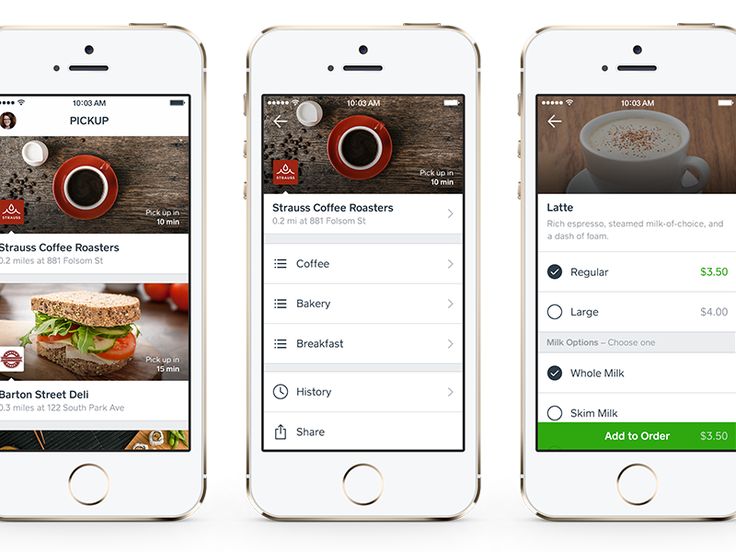 10:03 AM
PICKUP
STRAUSS
Pick up in
10 min
Strauss Coffee Roasters
0.2 miles at 881 Folsom St
Pick up in
15 min
Barton Street Deli
0.3 miles at 122 South Park Ave
10:03 AM
STRAUSS
Pick up in
10 min
Strauss Coffee Roasters
0.2 mi at 881 Folsom St
Coffee
Bakery
Breakfast
History
Share
10:03 AM
Latte
Rich espresso, steamed milk-of-choice, and
a dash of foam.
Regular $3.50
Large $4.00
Milk Options – Choose one
Whole Milk
Skim Milk
Add to Order $3.50